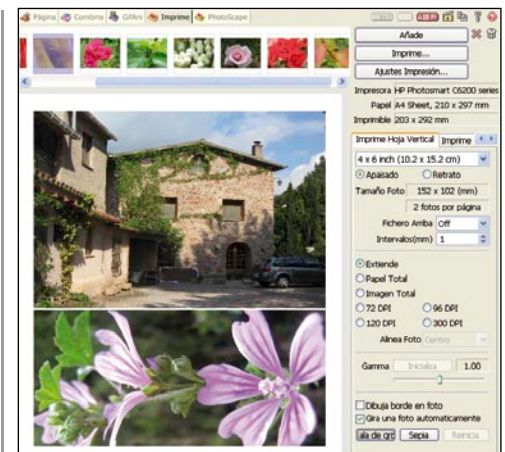 Página Combina GifAni Imprime PhotoScape
Añade
Imprime...
Ajustes Impresión...
Impresora HP Photosmart C6200 series
Papel A4 Sheet, 210 x 297 mm
Imprimible 203 x 292 mm
Imprime Hoja Vertical Imprime
4 x 6 inch (10.2 x 15.2 cm)
Apaisado Retrato
Tamaño Foto 152 x 102 (mm)
2 fotos por página
Fichero Arriba Off
Intervalos(mm) 1
Extiende
Papel Total
Imagen Total
72 DPI 96 DPI
120 DPI 300 DPI
Alinea Foto Centro
Gamma Inicializa 1.00
Dibuja borde en foto
Gira una foto automaticamente
ala de gri Sepia Reinicia